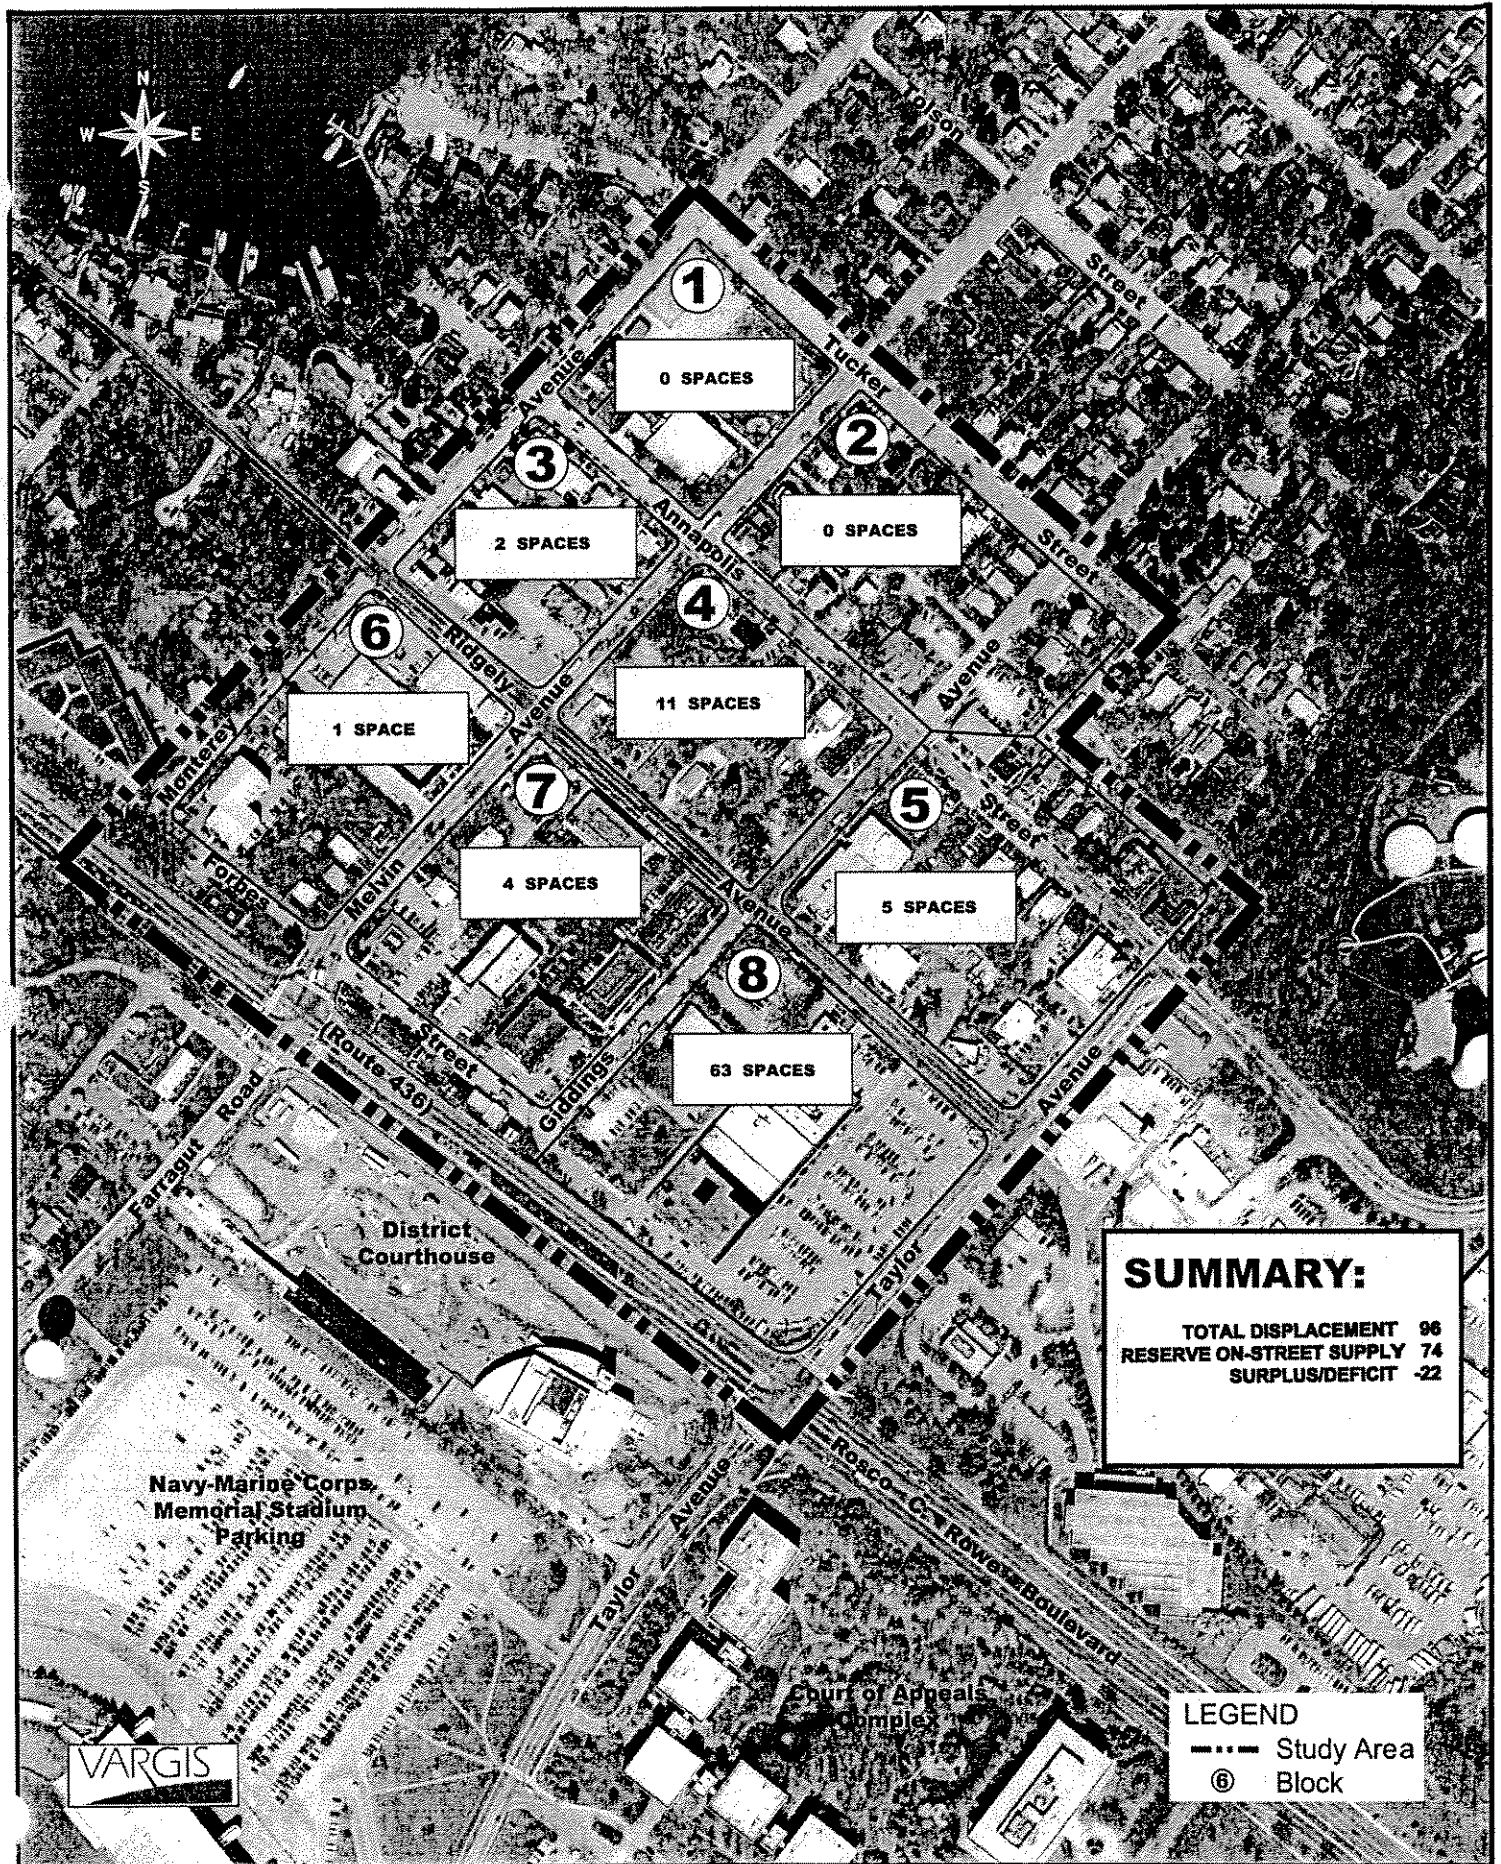 N
W E
S
olson
Street
1
0 SPACES
Avenue
Tucker
2
3
Annapolis
0 SPACES
2 SPACES
Street
4
6
Ridgely
Avenue
11 SPACES
1 SPACE
Avenue
Monterey
7
5
Street
4 SPACES
Forbes
Melvin
Avenue
5 SPACES
8
(Route 436)
Street
63 SPACES
Giddings
Avenue
Farragut Road
District
Courthouse
Taylor
SUMMARY:
TOTAL DISPLACEMENT 96
RESERVE ON-STREET SUPPLY 74
SURPLUS/DEFICIT -22
Navy-Marine Corps
Memorial Stadium
Parking
Taylor Avenue
Rosco C. Rowe Boulevard
Court of Appeals
Complex
LEGEND
Study Area
6 Block
VARGIS